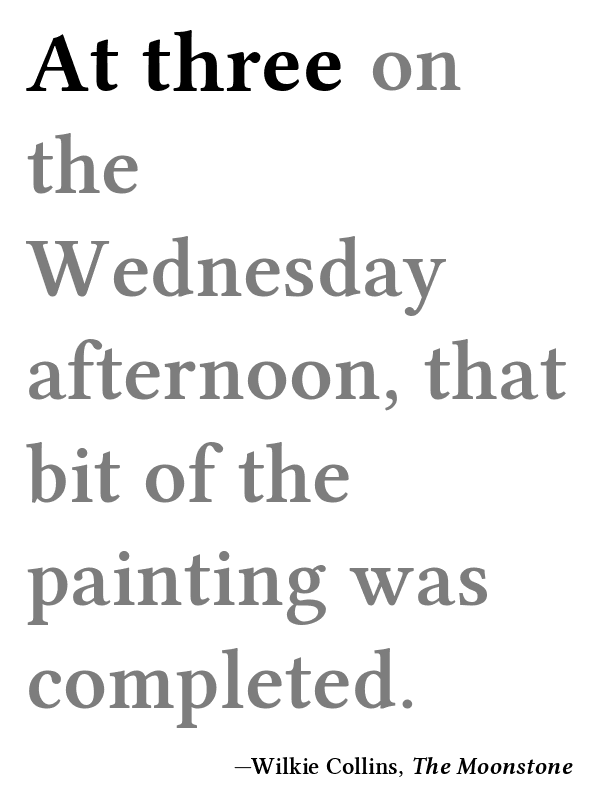 At three on
the
Wednesday
afternoon, that
bit of the
painting was
completed.
—Wilkie Collins, The Moonstone